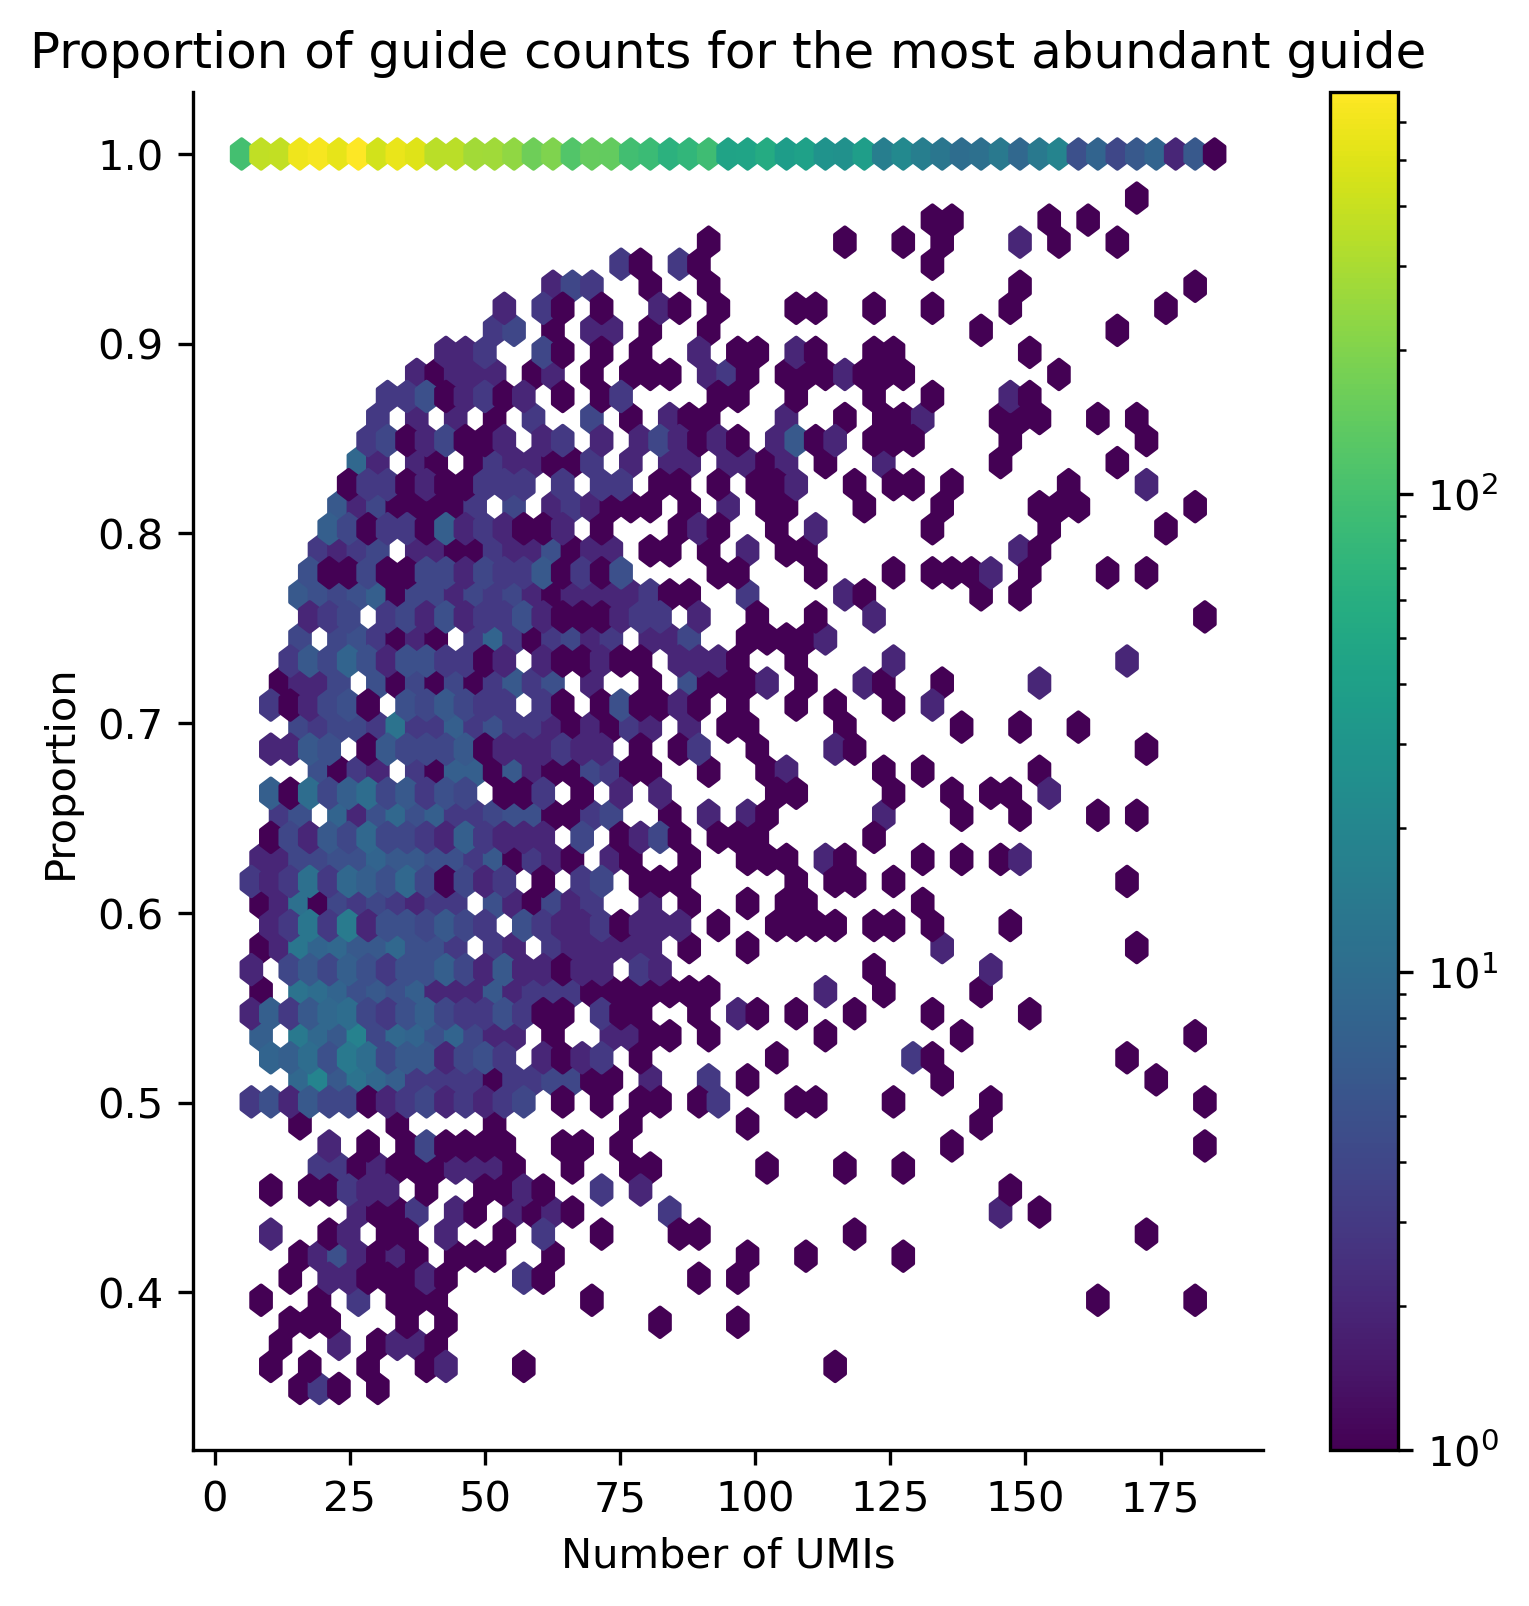 Proportion of guide counts for the most abundant guide
1.0
0.9
0.8
0.7
0.6
0.5
0.4
Proportion
0 25 50 75 100 125 150 175
Number of UMIs
10²
10¹
10⁰